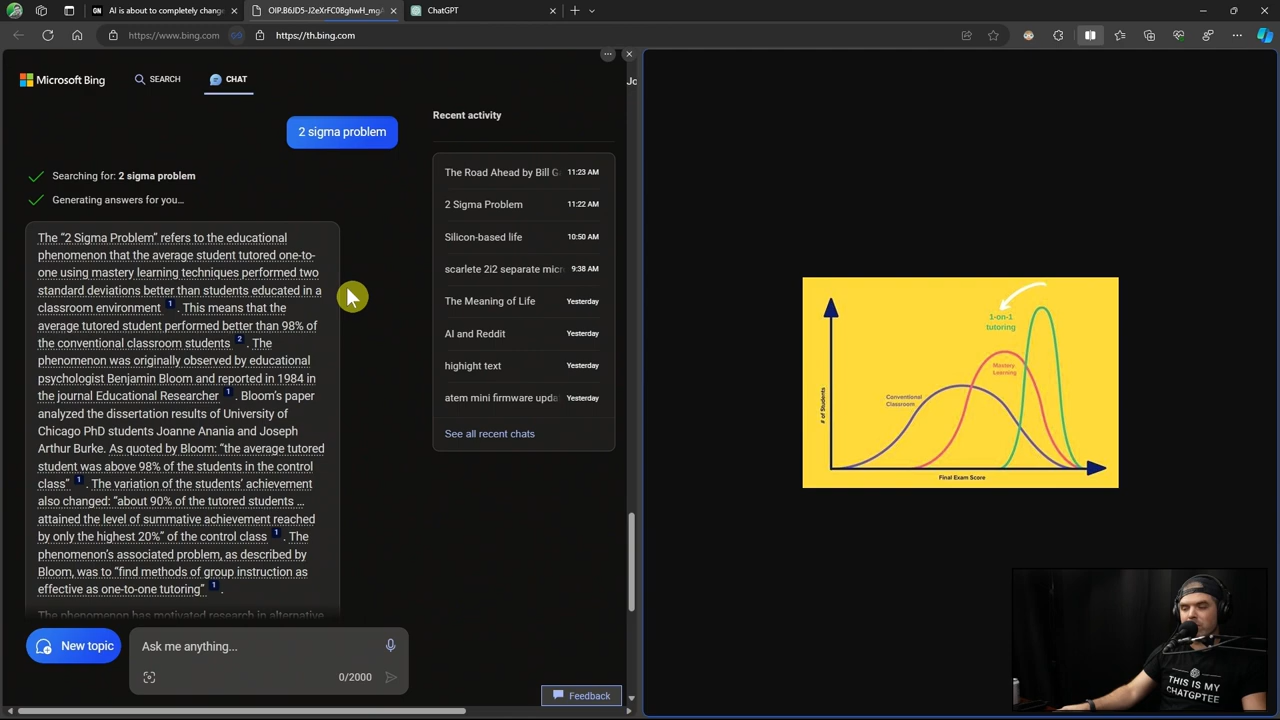 AI is about to completely chang
OIP.B6JD5-J2eXrFC0BghwH_mg
ChatGPT
https://www.bing.com
https://th.bing.com
Microsoft Bing
SEARCH
CHAT
2 sigma problem
Searching for: 2 sigma problem
Generating answers for you...
The “2 Sigma Problem” refers to the educational
phenomenon that the average student tutored one-to-
one using mastery learning techniques performed two
standard deviations better than students educated in a
classroom environment 1 . This means that the
average tutored student performed better than 98% of
the conventional classroom students 2 . The
phenomenon was originally observed by educational
psychologist Benjamin Bloom and reported in 1984 in
the journal Educational Researcher 1 . Bloom’s paper
analyzed the dissertation results of University of
Chicago PhD students Joanne Anania and Joseph
Arthur Burke. As quoted by Bloom: “the average tutored
student was above 98% of the students in the control
class” 1 . The variation of the students’ achievement
also changed: “about 90% of the tutored students ...
attained the level of summative achievement reached
by only the highest 20%” of the control class 1 . The
phenomenon’s associated problem, as described by
Bloom, was to “find methods of group instruction as
effective as one-to-one tutoring” 1 .
The phenomenon has motivated research in alternative
New topic
Ask me anything...
0/2000
Feedback
Jo
Recent activity
The Road Ahead by Bill G 11:23 AM
2 Sigma Problem 11:22 AM
Silicon-based life 10:50 AM
scarlete 2i2 separate micr 9:38 AM
The Meaning of Life Yesterday
AI and Reddit Yesterday
highight text Yesterday
atem mini firmware upda Yesterday
See all recent chats
1-on-1
tutoring
Mastery
Learning
Conventional
Classroom
# of Students
Final Exam Score
THIS IS MY
CHATGPTEE